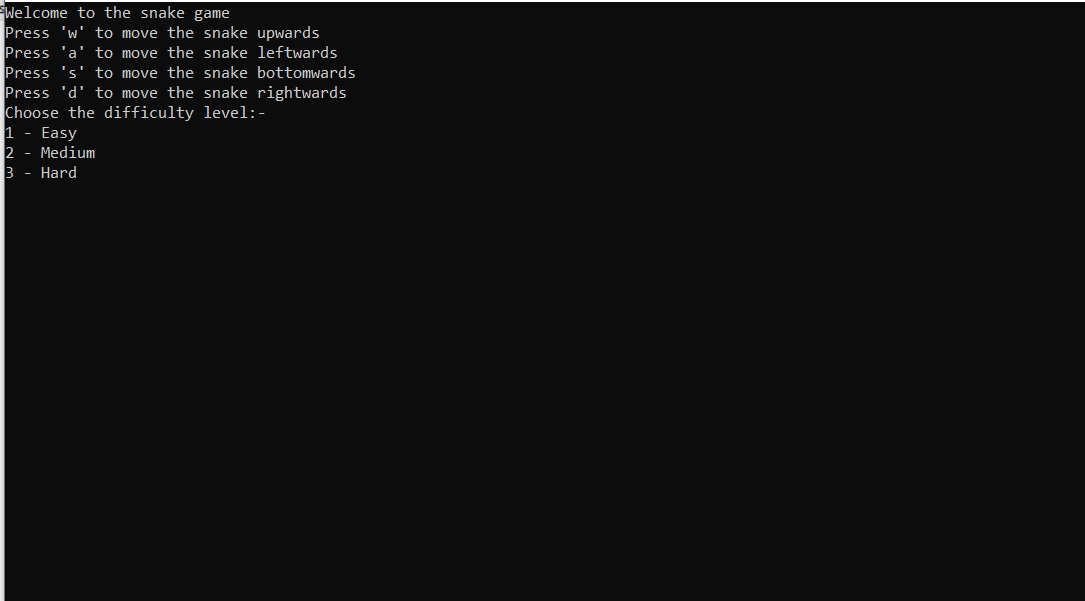 Welcome to the snake game
Press 'w' to move the snake upwards
Press 'a' to move the snake leftwards
Press 's' to move the snake bottomwards
Press 'd' to move the snake rightwards
Choose the difficulty level:-
1 - Easy
2 - Medium
3 - Hard